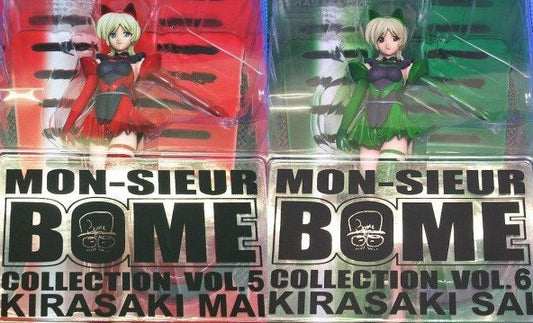 MON-SIEUR
BOME
COLLECTION VOL.5
KIRASAKI MAI
MON-SIEUR
BOME
COLLECTION VOL.6
KIRASAKI SAI